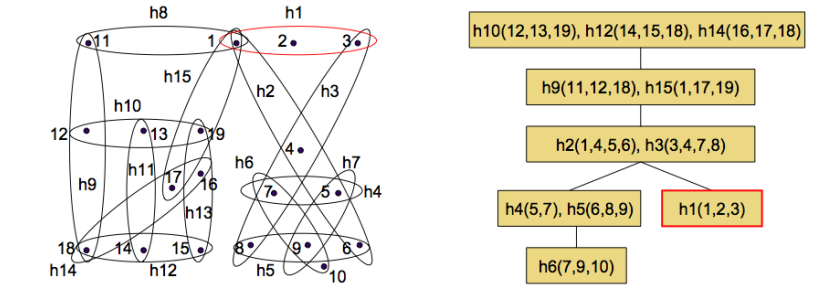 h8
h1
11
1
2
3
h15
h2
h3
h10
12
13
19
4
h11
h6
h7
17
16
h9
7
5
h4
h13
18
14
15
8
9
6
h14
h12
h5
10
h10(12,13,19), h12(14,15,18), h14(16,17,18)
h9(11,12,18), h15(1,17,19)
h2(1,4,5,6), h3(3,4,7,8)
h4(5,7), h5(6,8,9)
h1(1,2,3)
h6(7,9,10)